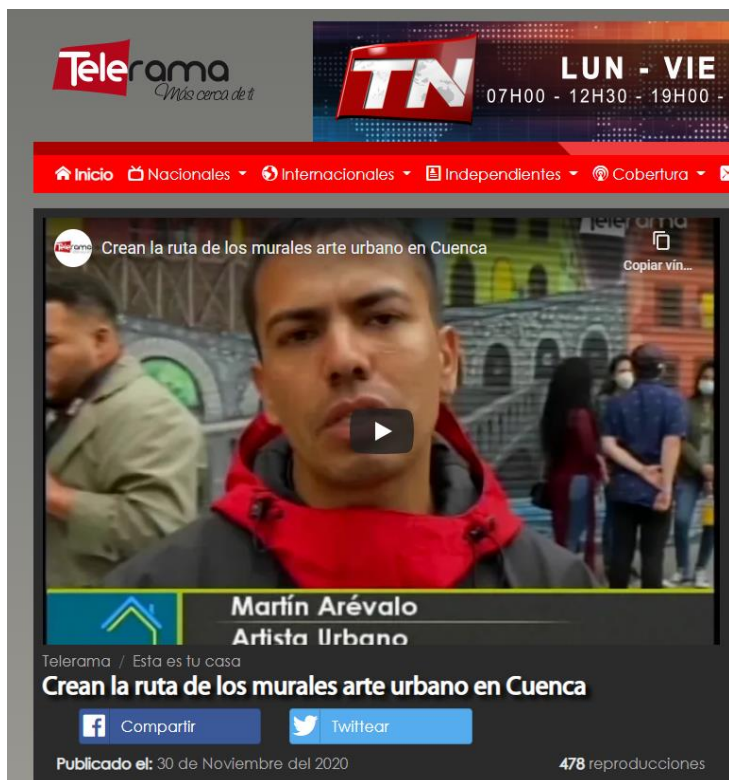 Telerama
Más cerca de ti
TN
LUN - VIE
07H00 - 12H30 - 19H00 -
Inicio Nacionales Internacionales Independientes Cobertura
Telerama
Telerama Crean la ruta de los murales arte urbano en Cuenca
Copiar vín...
Martín Arévalo
Artista Urbano
Telerama / Esta es tu casa
Crean la ruta de los murales arte urbano en Cuenca
Compartir Twittear
Publicado el: 30 de Noviembre del 2020 478 reproducciones